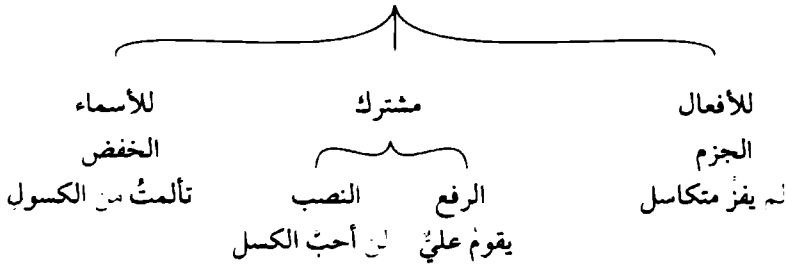 للأفعال مشترك للأسماء
الجزم الخفض
لم يفزْ متكاسل الرفع النصب تألمتُ من الكسولِ
يقومُ عليٌّ لن أحبَّ الكسل